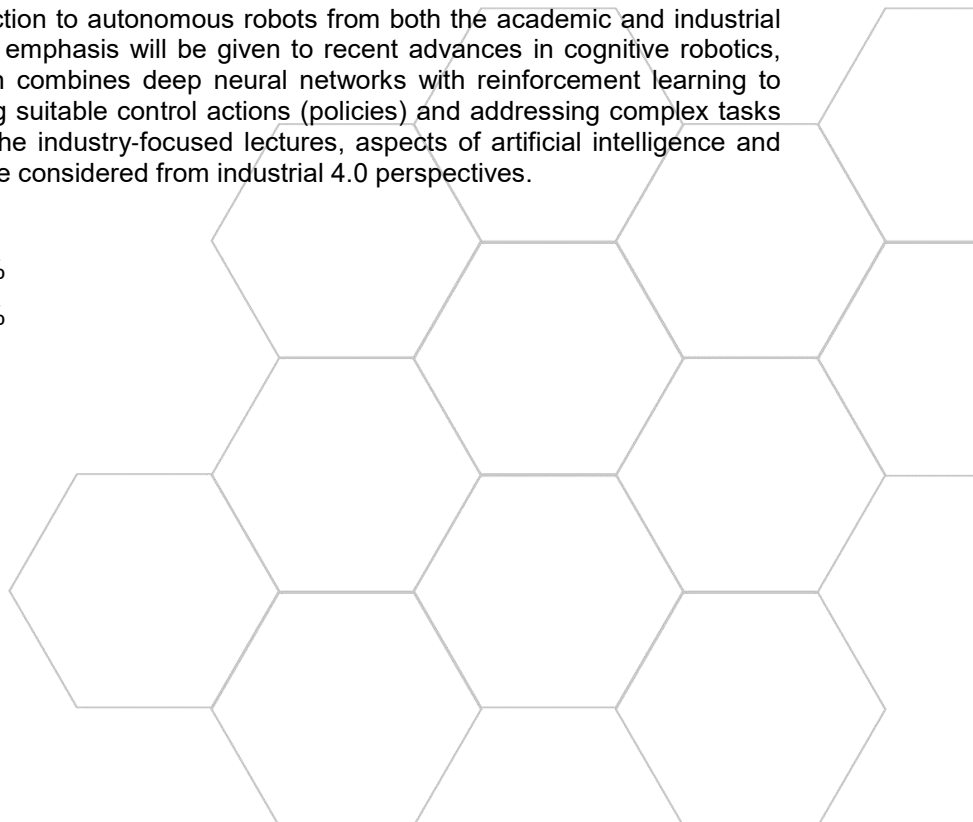 ction to autonomous robots from both the academic and industrial
emphasis will be given to recent advances in cognitive robotics,
combines deep neural networks with reinforcement learning to
g suitable control actions (policies) and addressing complex tasks
he industry-focused lectures, aspects of artificial intelligence and
e considered from industrial 4.0 perspectives.
%
%